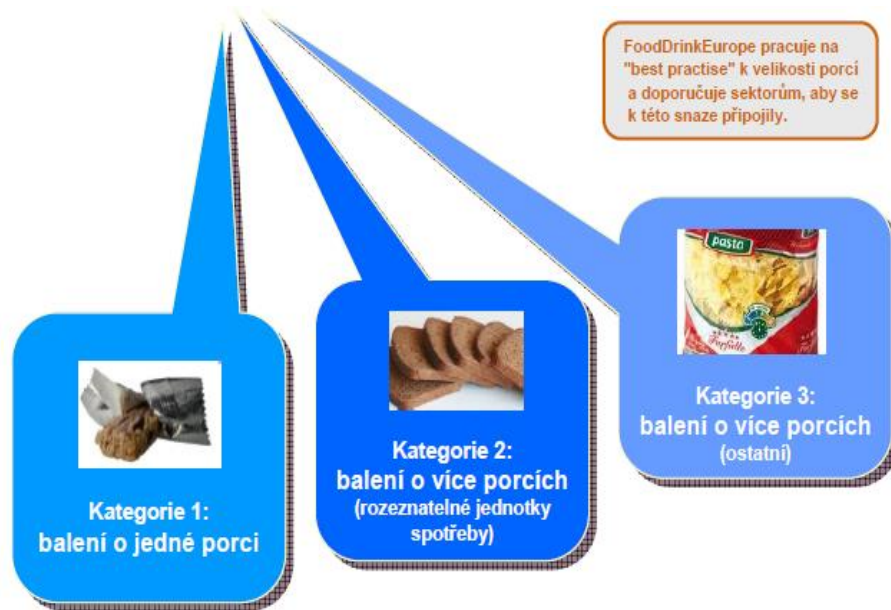 FoodDrinkEurope pracuje na
"best practise" k velikosti porcí
a doporučuje sektorům, aby se
k této snaze připojily.
pasta
Farfalle
Kategorie 3:
balení o více porcích
(ostatní)
Kategorie 2:
balení o více porcích
(rozeznatelné jednotky
spotřeby)
Kategorie 1:
balení o jedné porci